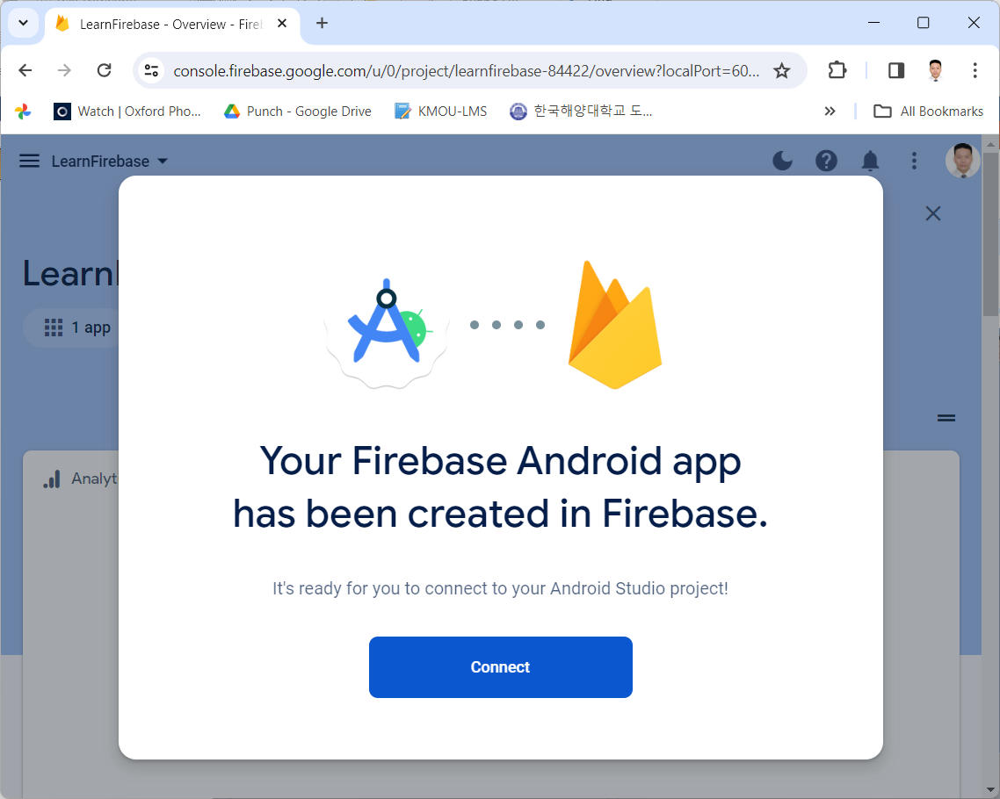 LearnFirebase - Overview - Fire
console.firebase.google.com/u/0/project/learnfirebase-84422/overview?localPort=60...
Watch | Oxford Pho... Punch - Google Drive KMOU-LMS 한국해양대학교 도... All Bookmarks
LearnFirebase
Learn
1 app
Analyt
Your Firebase Android app
has been created in Firebase.
It's ready for you to connect to your Android Studio project!
Connect